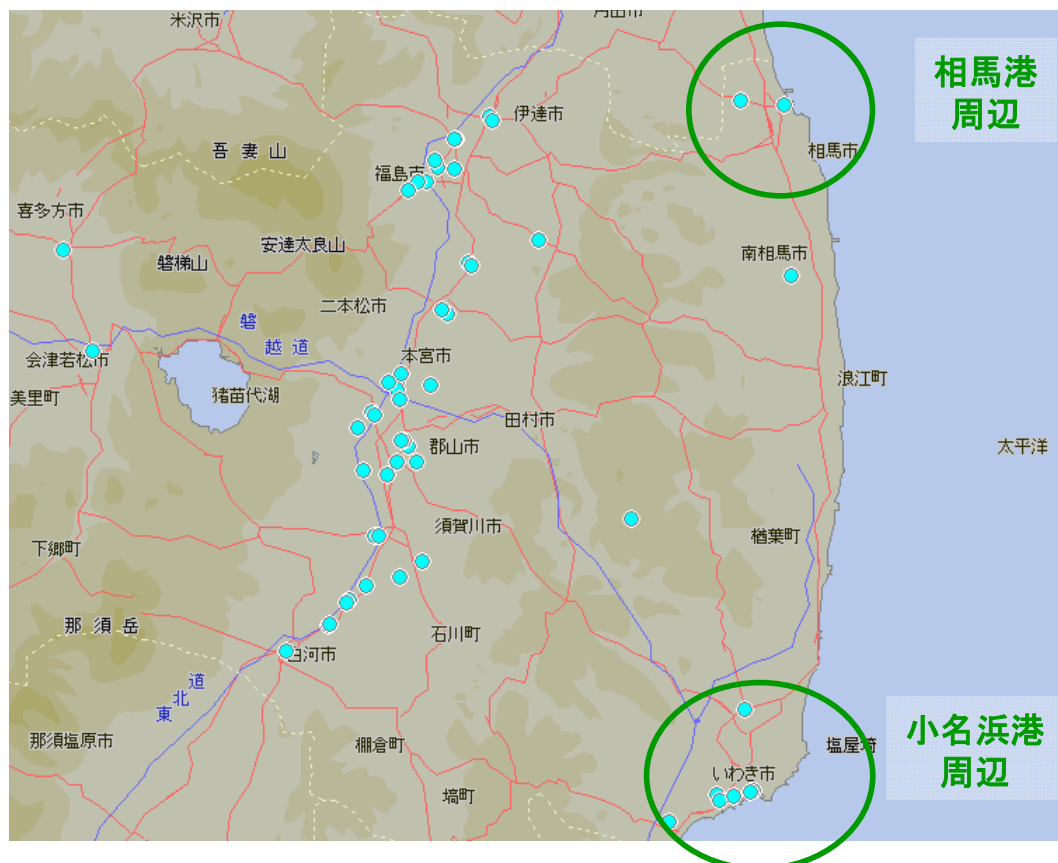 米沢市
角田市
相馬港
周辺
伊達市
吾妻山
相馬市
福島市
喜多方市
安達太良山
南相馬市
磐梯山
二本松市
磐
越道
会津若松市
本宮市
浪江町
美里町
猪苗代湖
田村市
郡山市
太平洋
須賀川市
楢葉町
下郷町
那須岳
石川町
白河市
東北道
小名浜港
周辺
那須塩原市
棚倉町
塩屋埼
いわき市
塙町